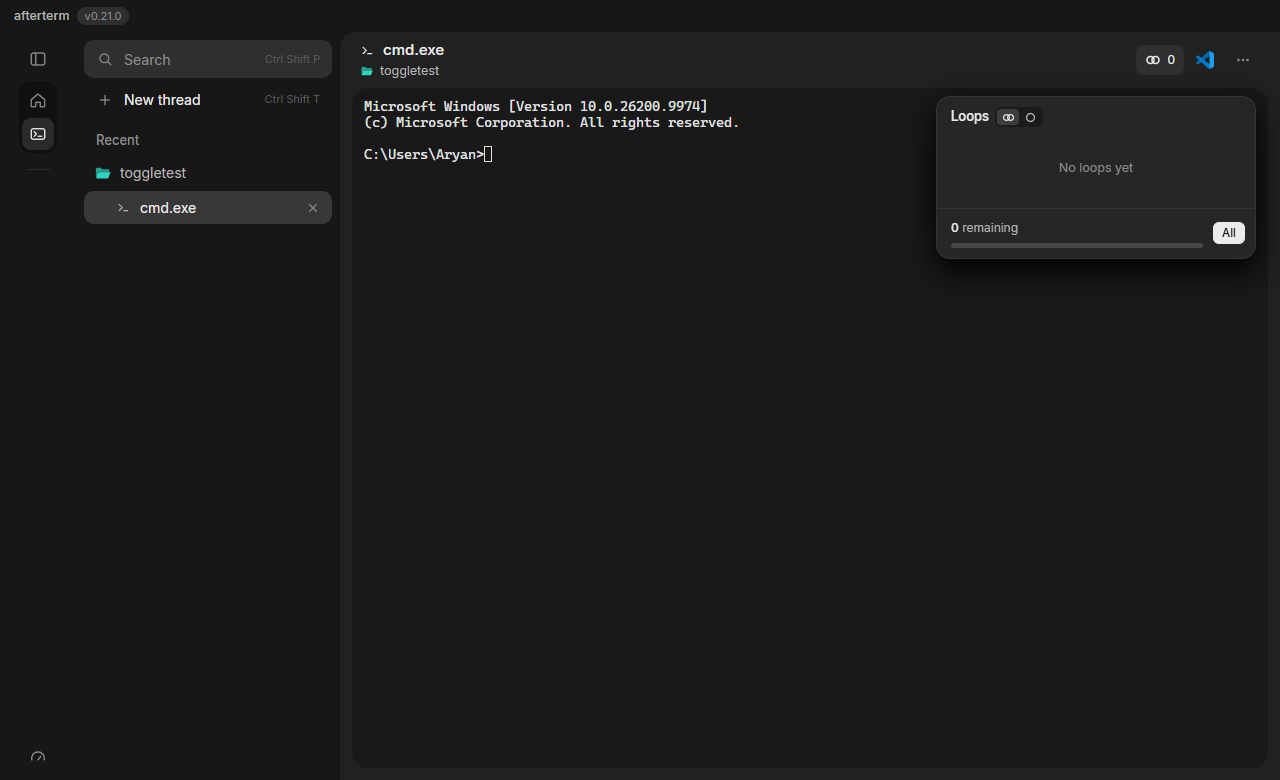 afterterm v0.21.0
Search Ctrl Shift P
New thread Ctrl Shift T
Recent
toggletest
cmd.exe
cmd.exe
toggletest
0
Microsoft Windows [Version 10.0.26200.9974]
(c) Microsoft Corporation. All rights reserved.
C:\Users\Aryan>
Loops
No loops yet
0 remaining
All